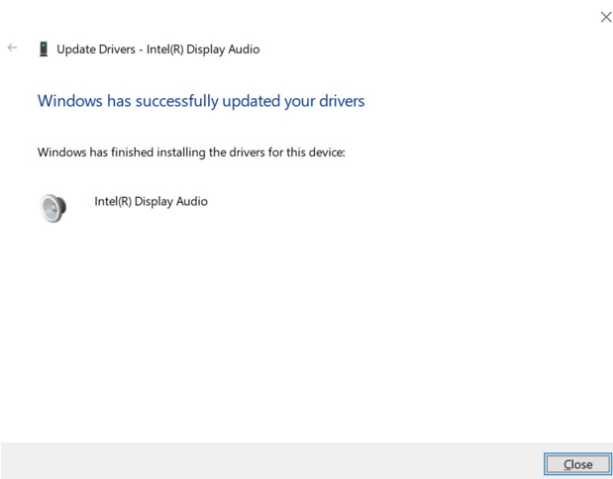 Update Drivers - Intel(R) Display Audio
Windows has successfully updated your drivers
Windows has finished installing the drivers for this device:
Intel(R) Display Audio
Close